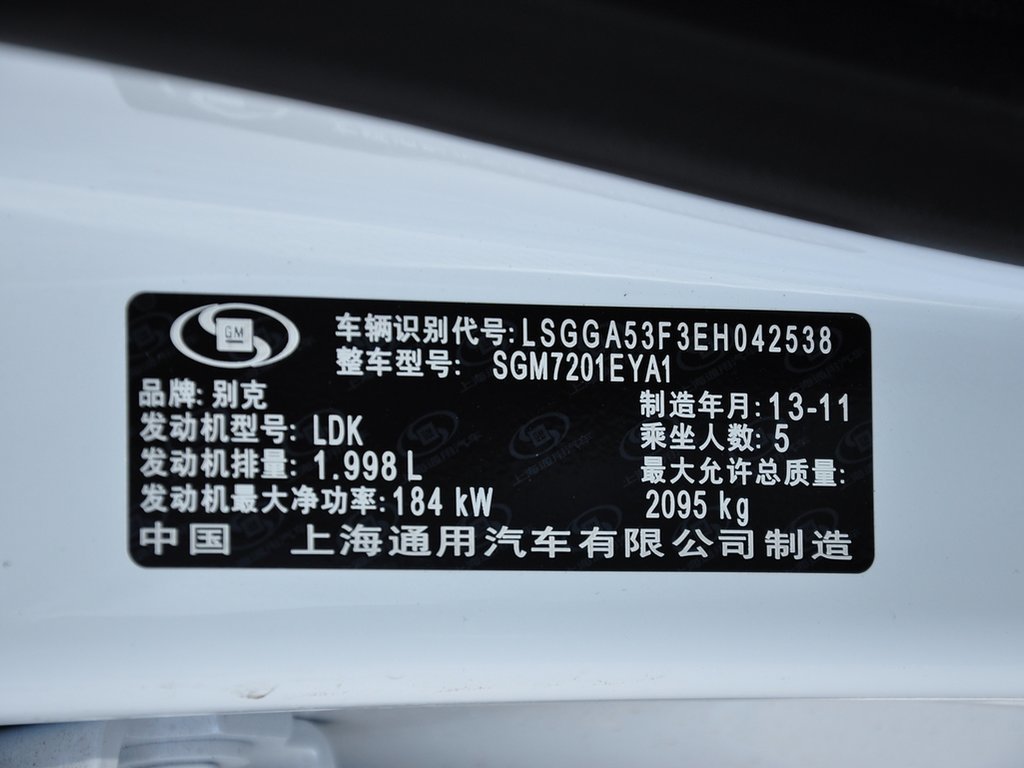 GM
车辆识别代号:LSGGA53F3EH042538
整车型号: SGM7201EYA1
品牌: 别克
制造年月: 13-11
发动机型号: LDK
乘坐人数: 5
发动机排量: 1.998 L
最大允许总质量:
2095 kg
发动机最大净功率: 184 kW
中国 上海通用汽车有限公司制造